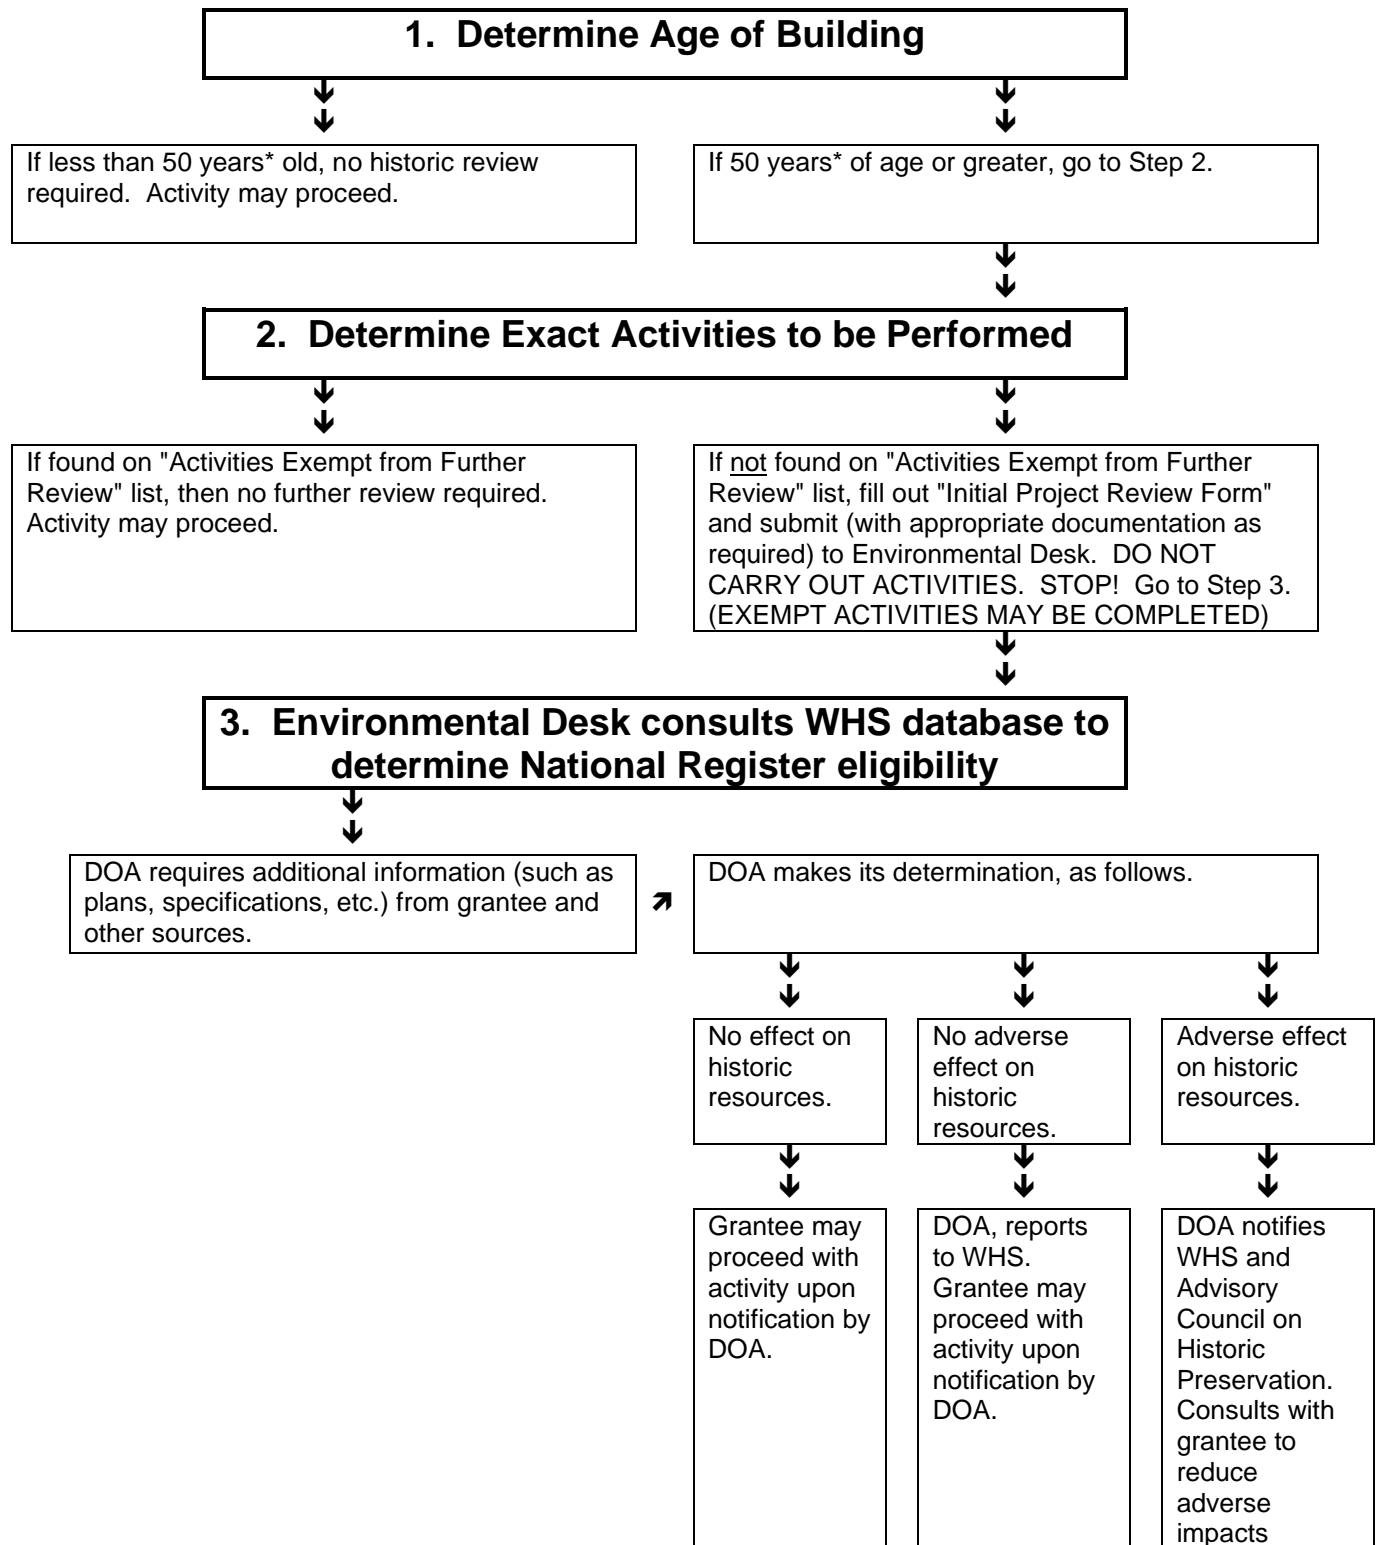 1. Determine Age of Building
If less than 50 years* old, no historic review
required. Activity may proceed.
If 50 years* of age or greater, go to Step 2.
2. Determine Exact Activities to be Performed
If found on "Activities Exempt from Further
Review" list, then no further review required.
Activity may proceed.
If not found on "Activities Exempt from Further
Review" list, fill out "Initial Project Review Form"
and submit (with appropriate documentation as
required) to Environmental Desk. DO NOT
CARRY OUT ACTIVITIES. STOP! Go to Step 3.
(EXEMPT ACTIVITIES MAY BE COMPLETED)
3. Environmental Desk consults WHS database to
determine National Register eligibility
DOA requires additional information (such as
plans, specifications, etc.) from grantee and
other sources.
DOA makes its determination, as follows.
No effect on
historic
resources.
No adverse
effect on
historic
resources.
Adverse effect
on historic
resources.
Grantee may
proceed with
activity upon
notification by
DOA.
DOA, reports
to WHS.
Grantee may
proceed with
activity upon
notification by
DOA.
DOA notifies
WHS and
Advisory
Council on
Historic
Preservation.
Consults with
grantee to
reduce
adverse
impacts